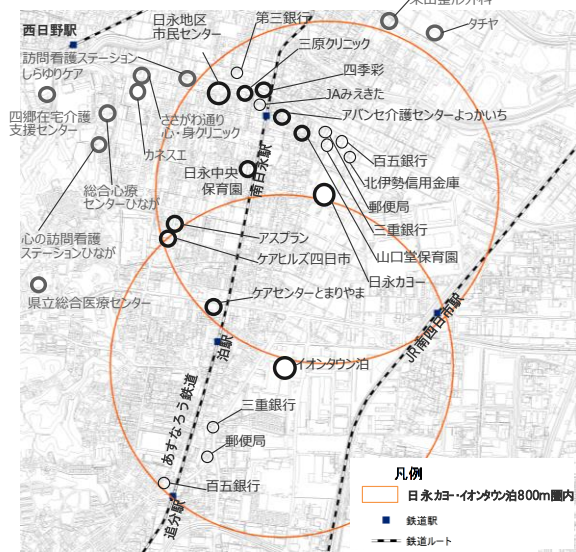 日永地区
市民センター
第三銀行
三原クリニック
四季彩
JAみえきた
アバンセ介護センターよっかいち
タチヤ
西日野駅
訪問看護ステーション
しらゆりケア
四郷在宅介護
支援センター
ささがわ通り
心・身クリニック
カネスエ
百五銀行
北伊勢信用金庫
郵便局
三重銀行
山口堂保育園
日永カヨー
日永中央
保育園
南日永駅
総合心療
センターひなが
心の訪問看護
ステーションひなが
アスプラン
ケアヒルズ四日市
県立総合医療センター
ケアセンターとまりやま
JR南四日市駅
泊駅
イオンタウン泊
あすなろう鉄道
三重銀行
郵便局
百五銀行
追分駅
凡例
日永カヨー・イオンタウン泊800m圏内
鉄道駅
鉄道ルート